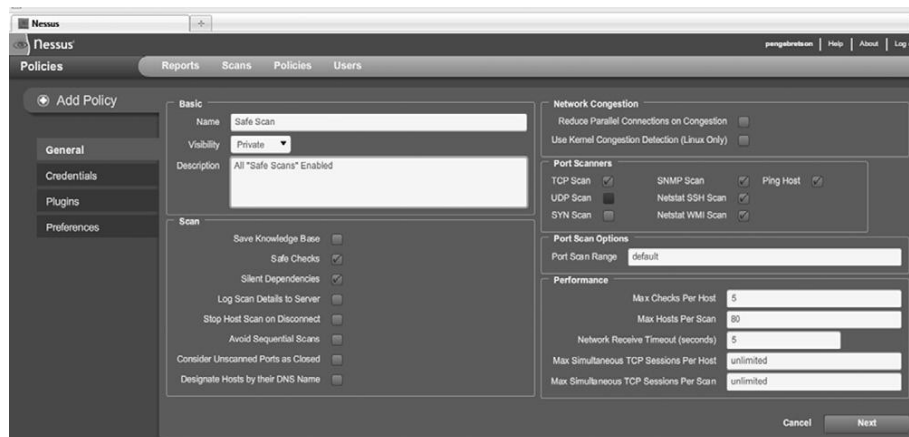 Nessus
nessus
pengebretson | Help | About | Log
Policies
Reports Scans Policies Users
Add Policy
General
Credentials
Plugins
Preferences
Basic
Name Safe Scan
Visibility Private
Description All "Safe Scans" Enabled
Scan
Save Knowledge Base
Safe Checks
Silent Dependencies
Log Scan Details to Server
Stop Host Scan on Disconnect
Avoid Sequential Scans
Consider Unscanned Ports as Closed
Designate Hosts by their DNS Name
Network Congestion
Reduce Parallel Connections on Congestion
Use Kernel Congestion Detection (Linux Only)
Port Scanners
TCP Scan SNMP Scan Ping Host
UDP Scan Netstat SSH Scan
SYN Scan Netstat WMI Scan
Port Scan Options
Port Scan Range default
Performance
Max Checks Per Host 5
Max Hosts Per Scan 80
Network Receive Timeout (seconds) 5
Max Simultaneous TCP Sessions Per Host unlimited
Max Simultaneous TCP Sessions Per Scan unlimited
Cancel Next